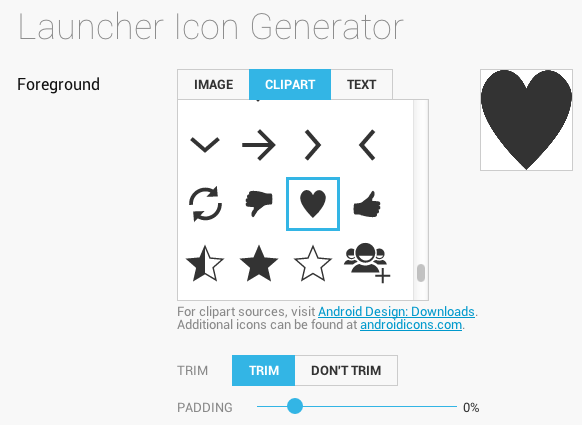 Launcher Icon Generator
Foreground
IMAGE CLIPART TEXT
For clipart sources, visit Android Design: Downloads.
Additional icons can be found at androidicons.com.
TRIM TRIM DON'T TRIM
PADDING 0%